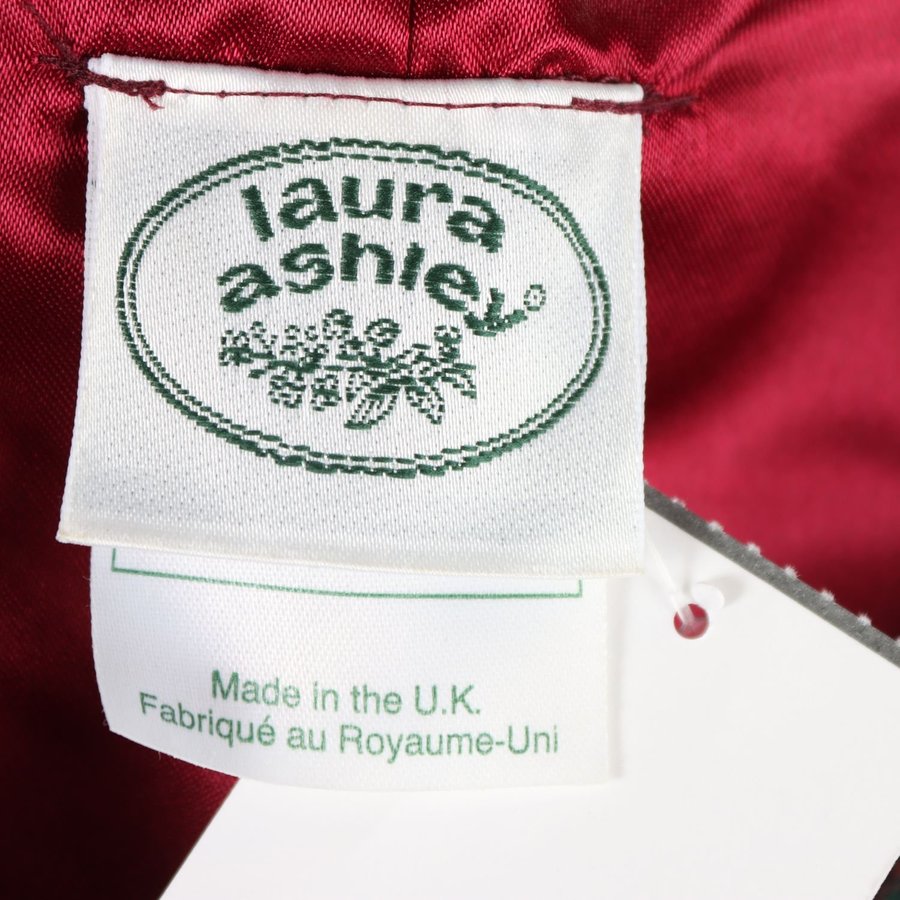 laura
ashley
Made in the U.K.
Fabriqué au Royaume-Uni